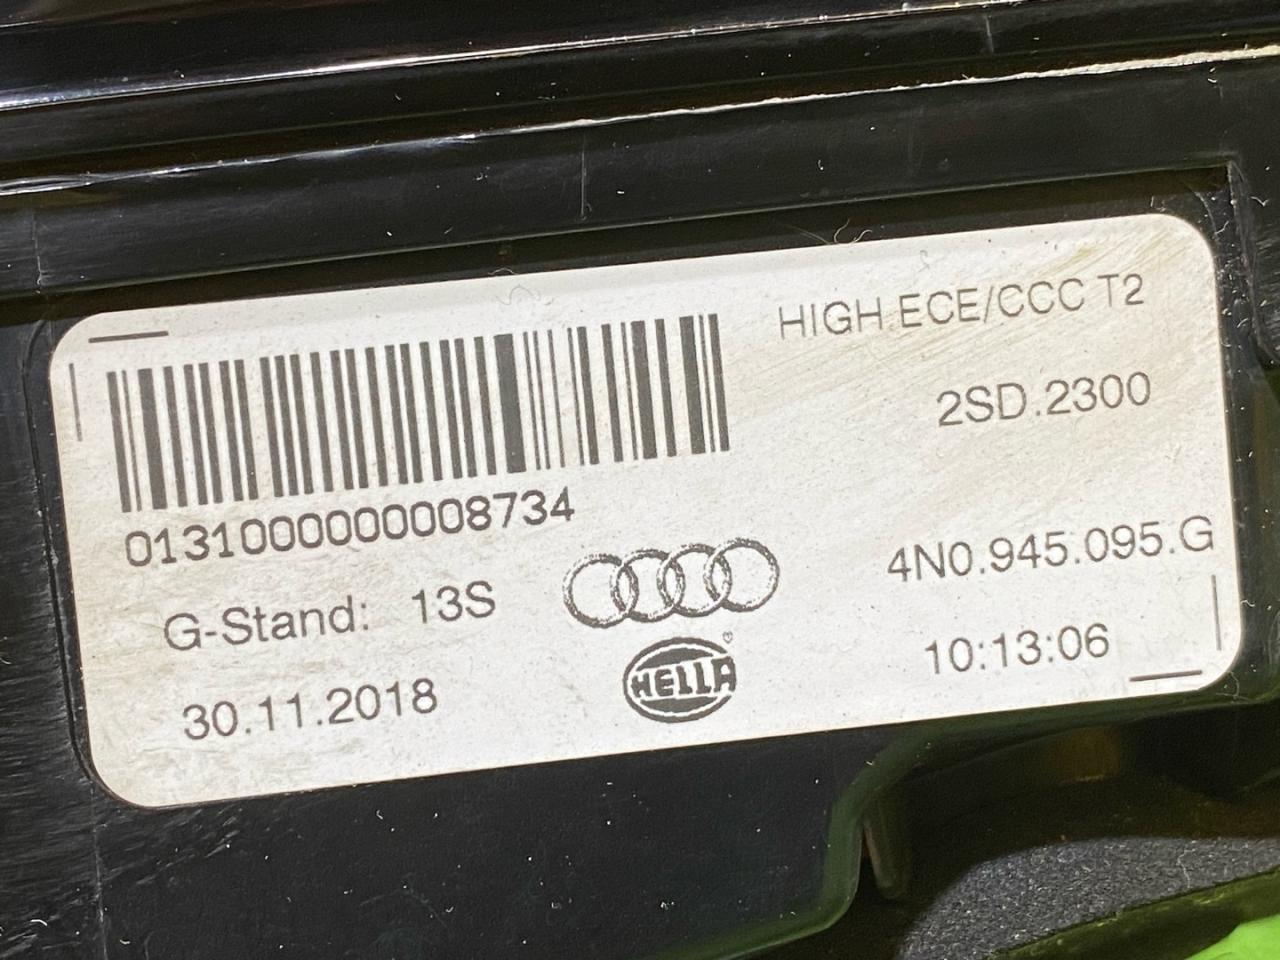 HIGH ECE/CCC T2
2SD.2300
0131000000008734
4N0.945.095.G
G-Stand: 13S
10:13:06
HELLA
®
30.11.2018